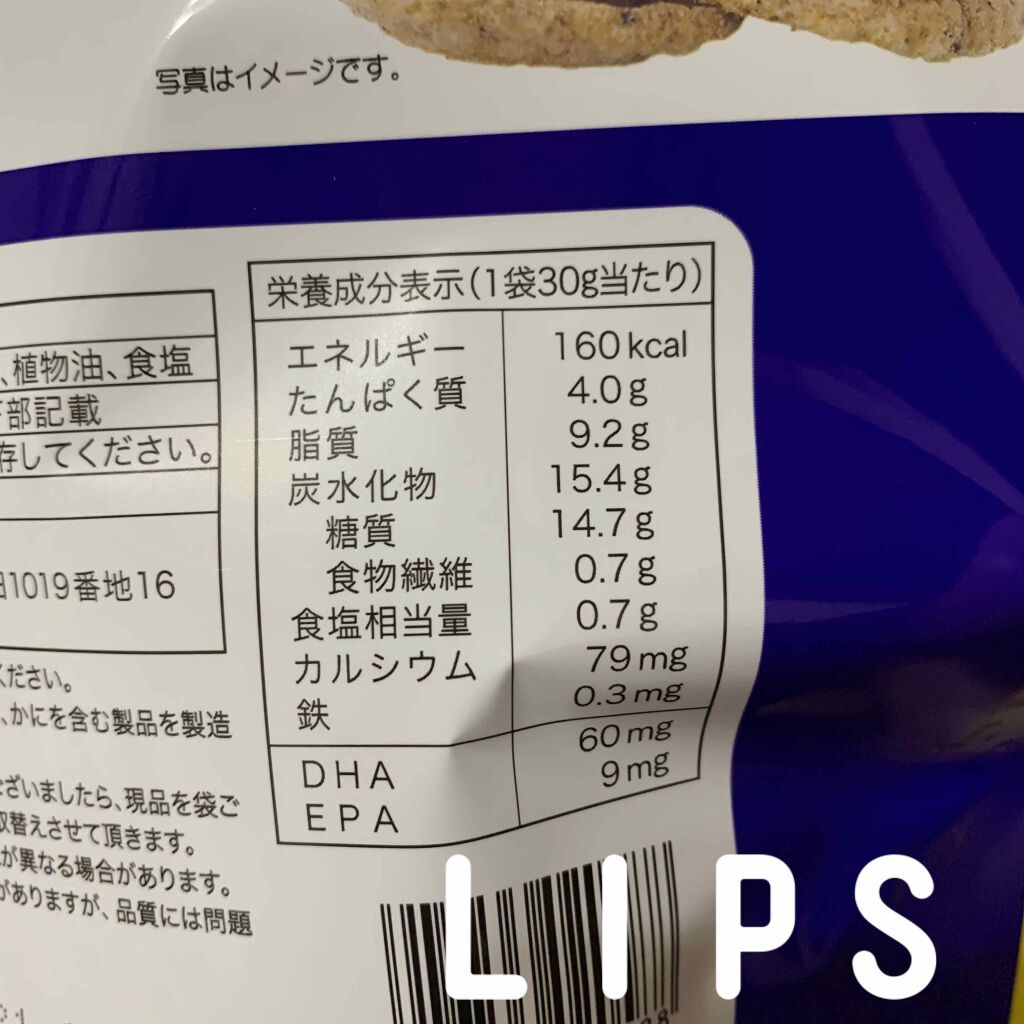 写真はイメージです。
栄養成分表示(1袋30g当たり)
エネルギー 160kcal
たんぱく質 4.0g
脂質 9.2g
炭水化物 15.4g
糖質 14.7g
食物繊維 0.7g
食塩相当量 0.7g
カルシウム 79mg
鉄 0.3mg
DHA 60mg
EPA 9mg
、植物油、食塩
部記載
存してください。
1019番地16
ください。
、かにを含む製品を製造
ざいましたら、現品を袋ご
取替えさせて頂きます。
が異なる場合があります。
がありますが、品質には問題
LIPS